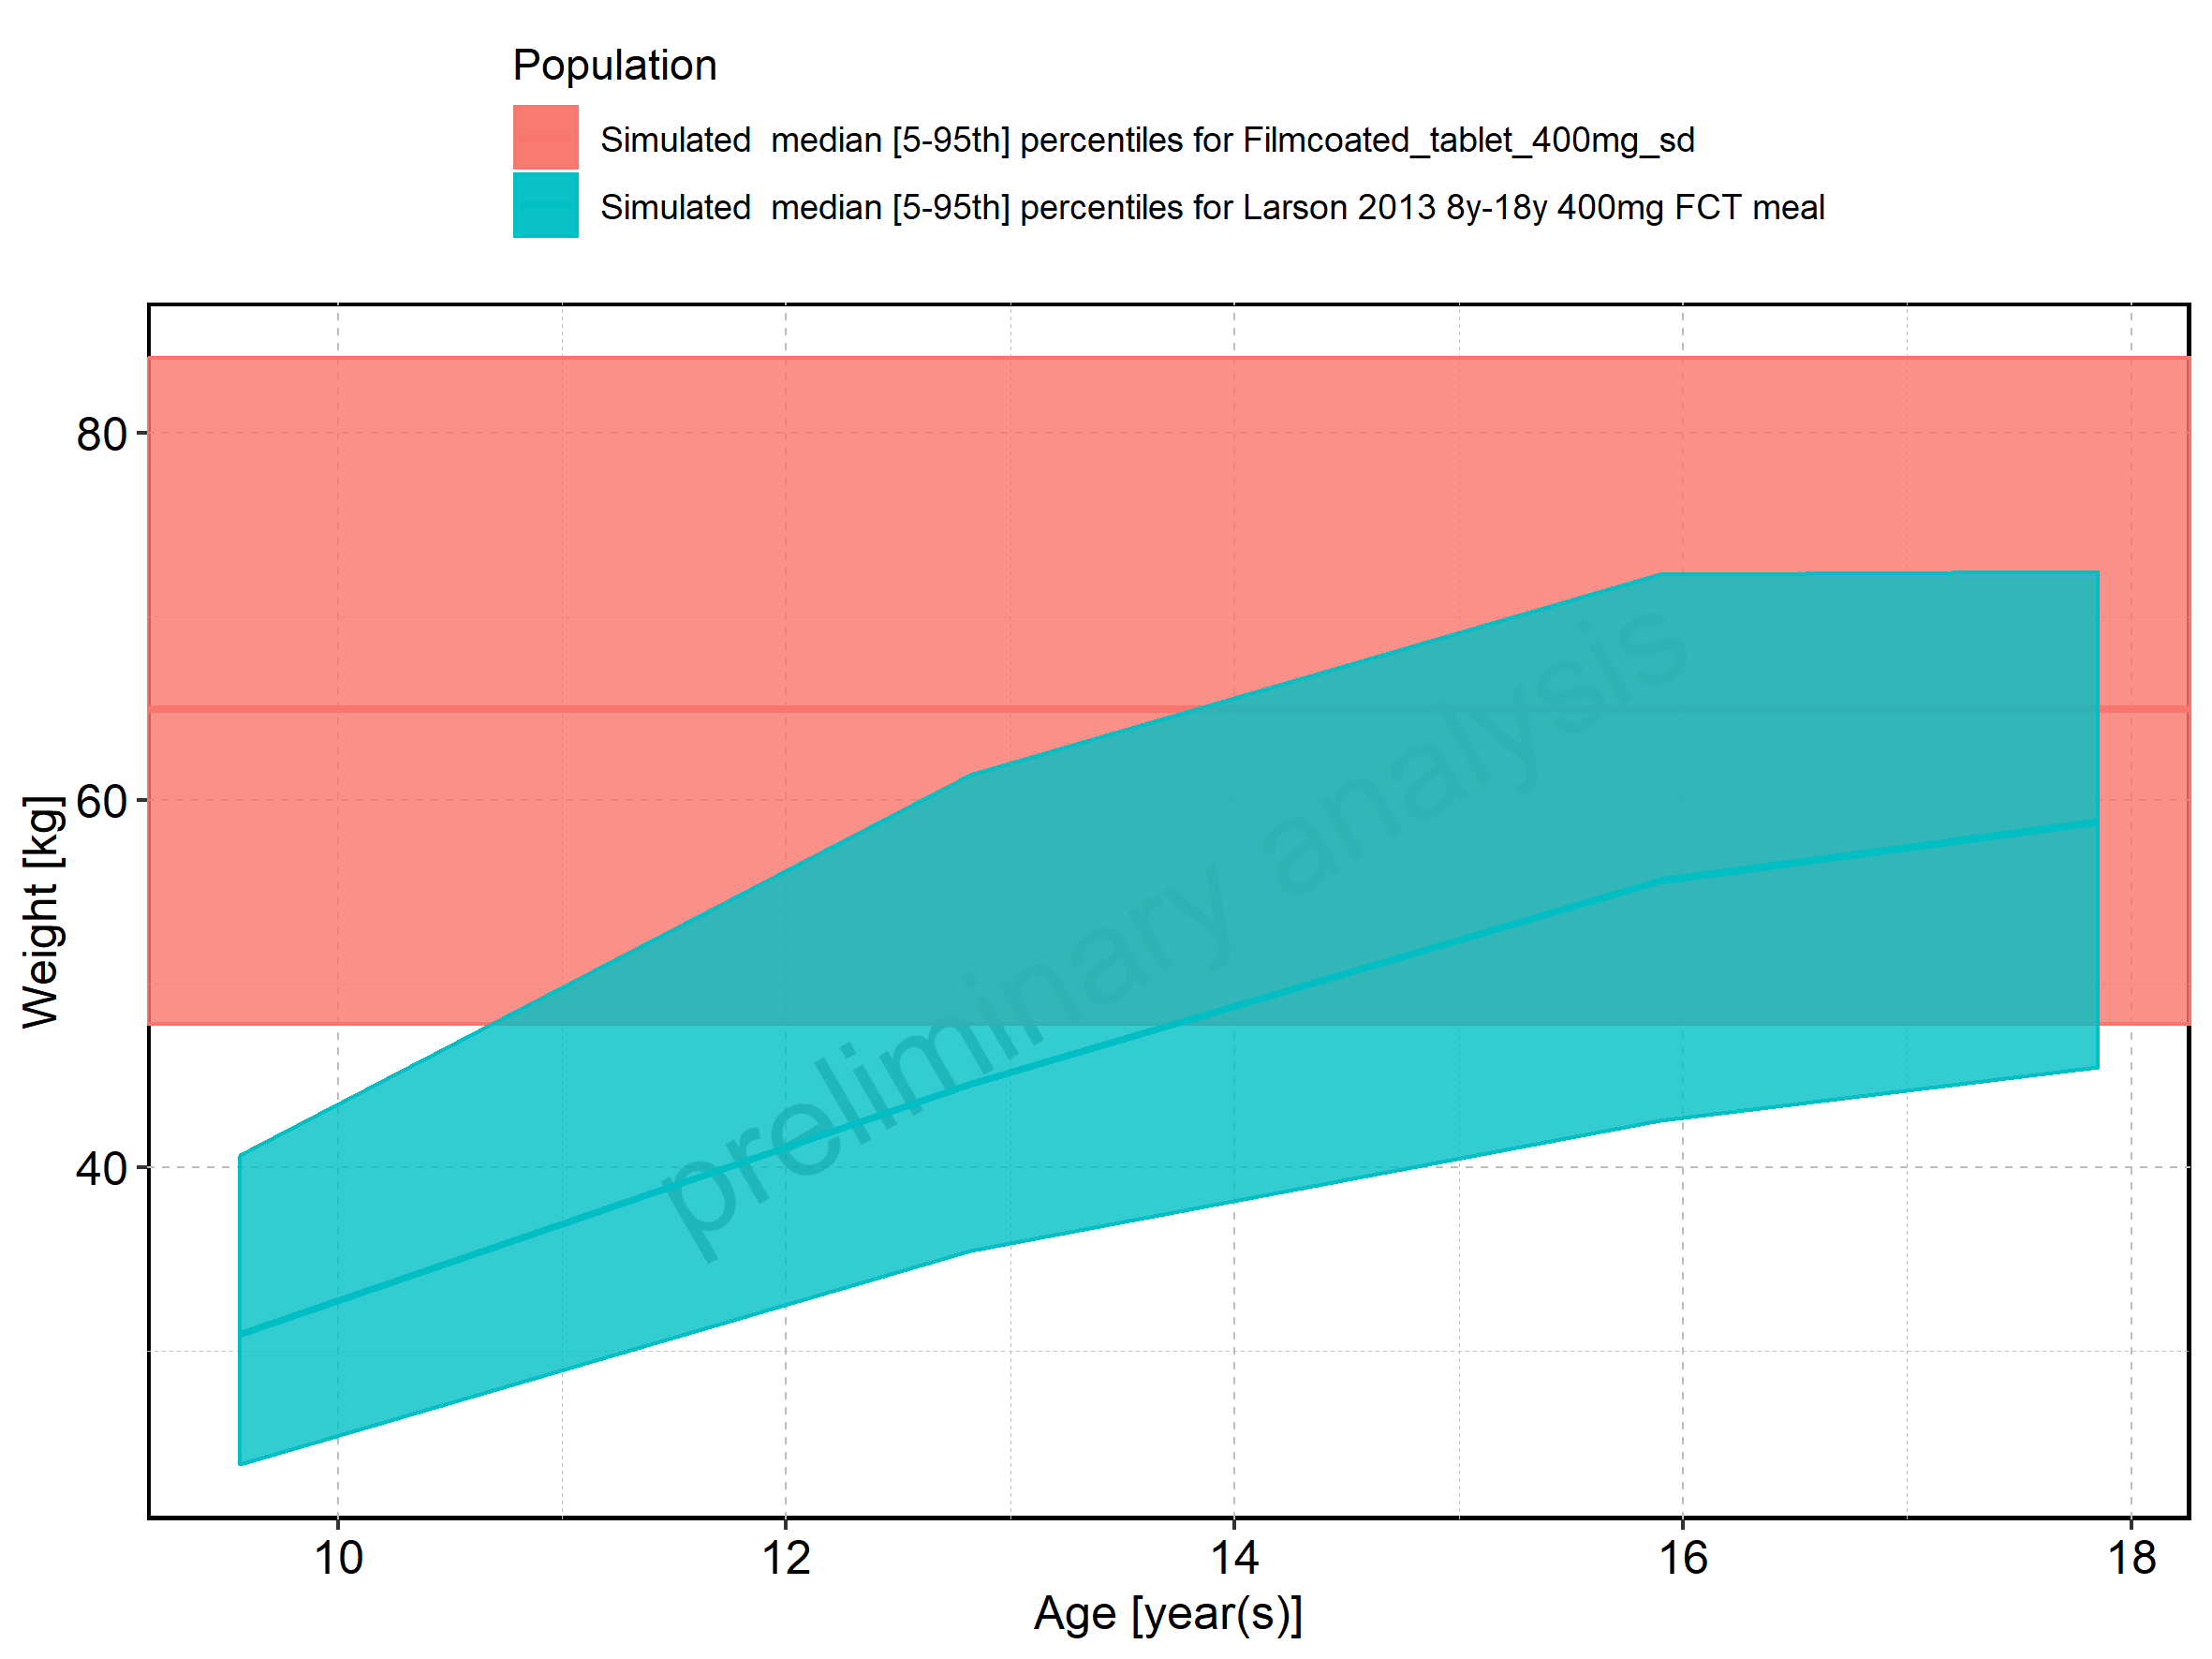 Population
Simulated  median [5-95th] percentiles for Filmcoated_tablet_400mg_sd
Simulated  median [5-95th] percentiles for Larson 2013 8y-18y 400mg FCT meal
80
60
40
Weight [kg]
preliminary analysis
10 12 14 16 18
Age [year(s)]